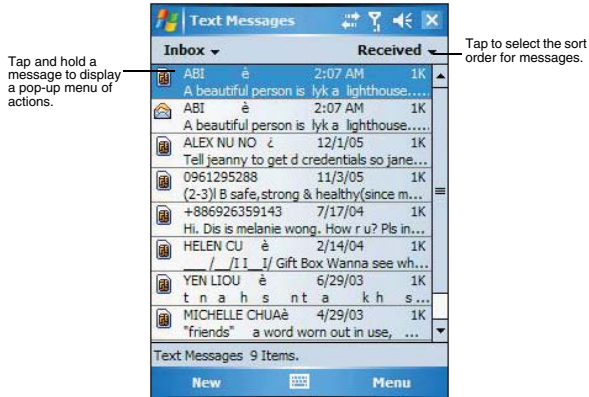 Text Messages
Inbox
Received
Tap and hold a
message to display
a pop-up menu of
actions.
Tap to select the sort
order for messages.
ABI è 2:07 AM 1K
A beautiful person is lyk a lighthouse.....
ABI è 2:07 AM 1K
A beautiful person is lyk a lighthouse.....
ALEX NU NO ¿ 12/1/05 1K
Tell jeanny to get d credentials so jane...
0961295288 11/3/05 1K
(2-3)l B safe,strong & healthy(since m...
+886926359143 7/17/04 1K
Hi. Dis is melanie wong. How r u? Pls in...
HELEN CU è 2/14/04 1K
___ /__/I I__I/ Gift Box Wanna see wh...
YEN LIOU è 6/29/03 1K
t n a h s n t a k h s ...
MICHELLE CHUAè 4/29/03 1K
"friends" a word worn out in use, ...
Text Messages 9 Items.
New
Menu